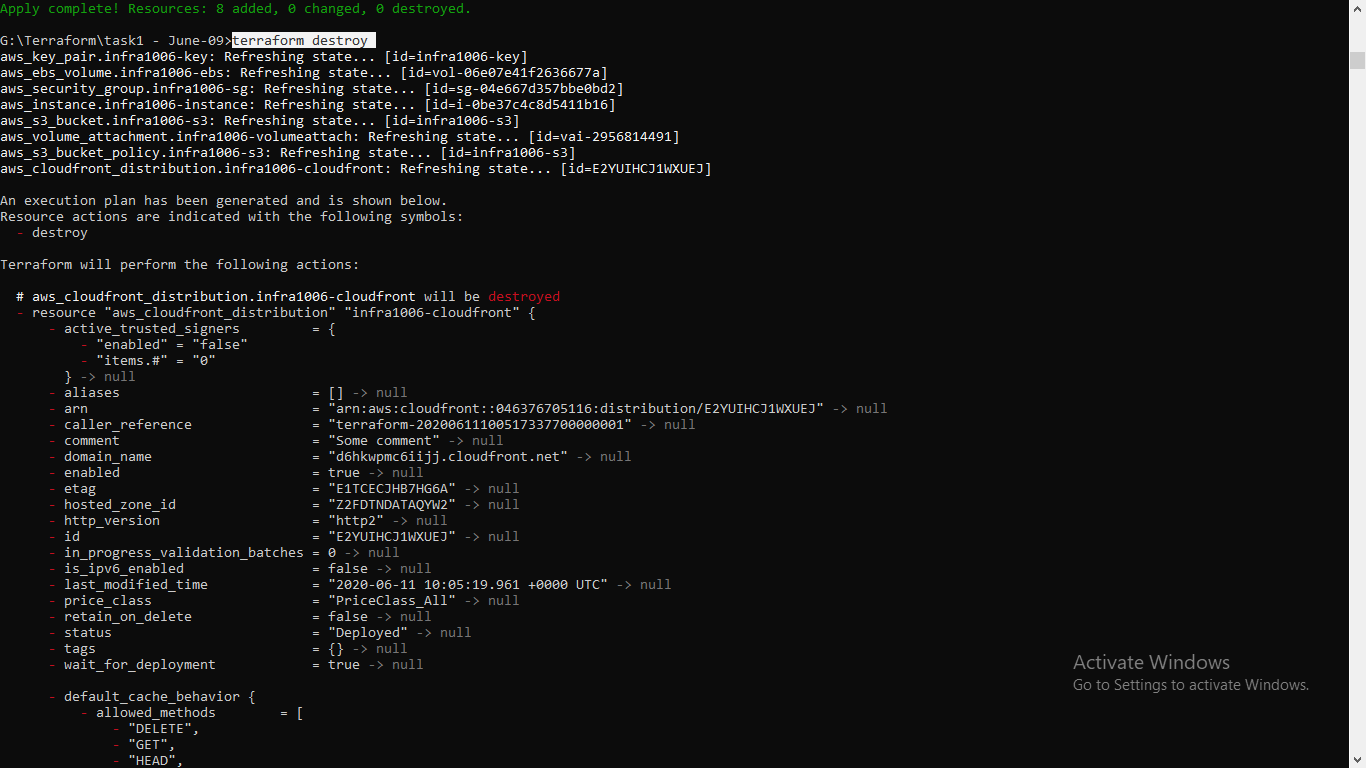 Apply complete! Resources: 8 added, 0 changed, 0 destroyed.
G:\Terraform\task1 - June-09>terraform destroy
aws_key_pair.infra1006-key: Refreshing state... [id=infra1006-key]
aws_ebs_volume.infra1006-ebs: Refreshing state... [id=vol-06e07e41f2636677a]
aws_security_group.infra1006-sg: Refreshing state... [id=sg-04e667d357bbe0bd2]
aws_instance.infra1006-instance: Refreshing state... [id=i-0be37c4c8d5411b16]
aws_s3_bucket.infra1006-s3: Refreshing state... [id=infra1006-s3]
aws_volume_attachment.infra1006-volumeattach: Refreshing state... [id=vai-2956814491]
aws_s3_bucket_policy.infra1006-s3: Refreshing state... [id=infra1006-s3]
aws_cloudfront_distribution.infra1006-cloudfront: Refreshing state... [id=E2YUIHCJ1WXUEJ]
An execution plan has been generated and is shown below.
Resource actions are indicated with the following symbols:
  - destroy
Terraform will perform the following actions:
  # aws_cloudfront_distribution.infra1006-cloudfront will be destroyed
  - resource "aws_cloudfront_distribution" "infra1006-cloudfront" {
      - active_trusted_signers         = {
          - "enabled" = "false"
          - "items.#" = "0"
        } -> null
      - aliases                        = [] -> null
      - arn                            = "arn:aws:cloudfront::046376705116:distribution/E2YUIHCJ1WXUEJ" -> null
      - caller_reference               = "terraform-20200611100517337700000001" -> null
      - comment                        = "Some comment" -> null
      - domain_name                    = "d6hkwpmc6iijj.cloudfront.net" -> null
      - enabled                        = true -> null
      - etag                           = "E1TCECJHB7HG6A" -> null
      - hosted_zone_id                 = "Z2FDTNDATAQYW2" -> null
      - http_version                   = "http2" -> null
      - id                             = "E2YUIHCJ1WXUEJ" -> null
      - in_progress_validation_batches = 0 -> null
      - is_ipv6_enabled                = false -> null
      - last_modified_time             = "2020-06-11 10:05:19.961 +0000 UTC" -> null
      - price_class                    = "PriceClass_All" -> null
      - retain_on_delete               = false -> null
      - status                         = "Deployed" -> null
      - tags                           = {} -> null
      - wait_for_deployment            = true -> null
      - default_cache_behavior {
          - allowed_methods        = [
              - "DELETE",
              - "GET",
              - "HEAD",
Activate Windows
Go to Settings to activate Windows.